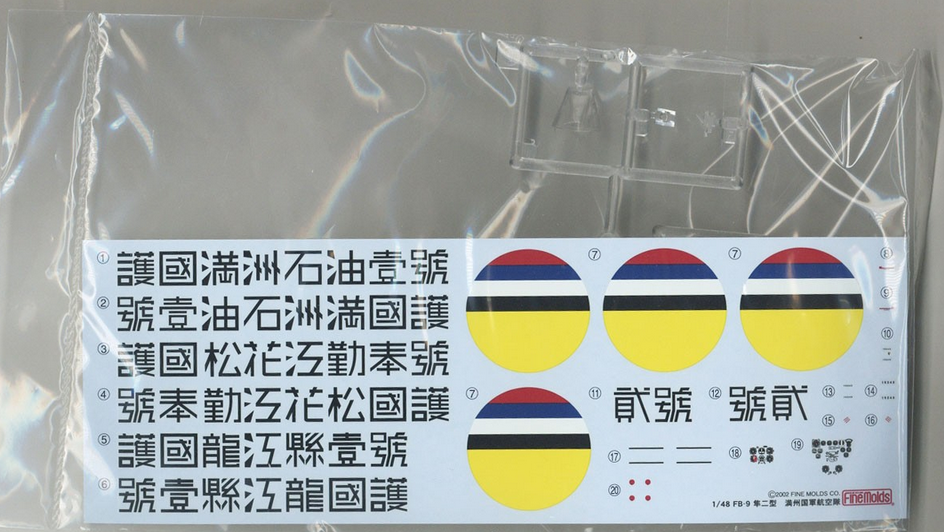 ① 護國満洲石油壹號
② 號壹油石洲満國護
③ 護國松花江勤奉號
④ 號奉勤江花松國護
⑤ 護國龍江縣壹號
⑥ 號壹縣江龍國護
⑦
⑦
⑦
⑦
⑧
⑨
⑩
⑪ 貳號
⑫ 號貳
⑬
⑭
⑮
⑯
⑰
⑱
⑲
⑳
©2002 FINE MOLDS CO.
1/48 FB-9 隼二型 満州国軍航空隊
FineMolds